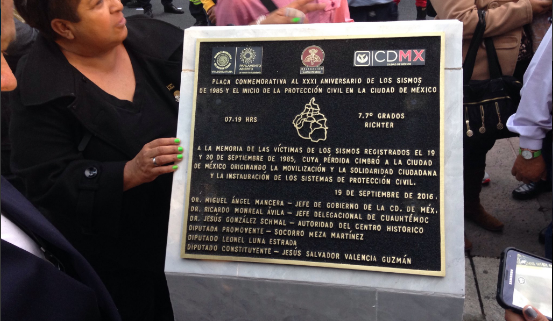 CDMX
PLACA CONMEMORATIVA AL XXXI ANIVERSARIO DE LOS SISMOS
DE 1985 Y EL INICIO DE LA PROTECCIÓN CIVIL EN LA CIUDAD DE MÉXICO
07:19 HRS
7.7° GRADOS
RICHTER
A LA MEMORIA DE LAS VÍCTIMAS DE LOS SISMOS REGISTRADOS EL 19
Y 20 DE SEPTIEMBRE DE 1985, CUYA PÉRDIDA CIMBRÓ A LA CIUDAD
DE MÉXICO ORIGINANDO LA MOVILIZACIÓN Y LA SOLIDARIDAD CIUDADANA
Y LA INSTAURACIÓN DE LOS SISTEMAS DE PROTECCIÓN CIVIL.
19 DE SEPTIEMBRE DE 2016.
DR. MIGUEL ÁNGEL MANCERA – JEFE DE GOBIERNO DE LA CD. DE MÉX.
DR. RICARDO MONREAL ÁVILA – JEFE DELEGACIONAL DE CUAUHTÉMOC
DR. JESÚS GONZÁLEZ SCHMAL – AUTORIDAD DEL CENTRO HISTÓRICO
DIPUTADA PROMOVENTE – SOCORRO MEZA MARTÍNEZ
DIPUTADO LEONEL LUNA ESTRADA
DIPUTADO CONSTITUYENTE – JESÚS SALVADOR VALENCIA GUZMÁN
SAMSUNG